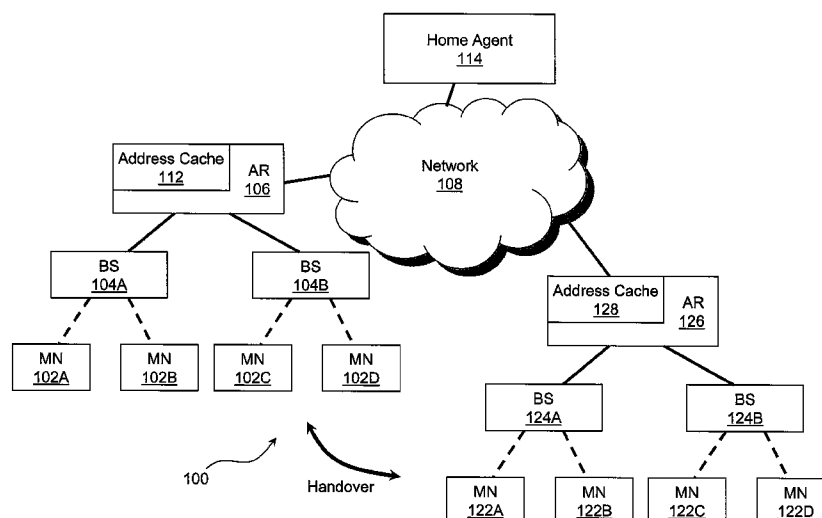 Home Agent
114
Network
108
Address Cache
112
AR
106
BS
104A
BS
104B
MN
102A
MN
102B
MN
102C
MN
102D
Address Cache
128
AR
126
BS
124A
BS
124B
MN
122A
MN
122B
MN
122C
MN
122D
100
Handover